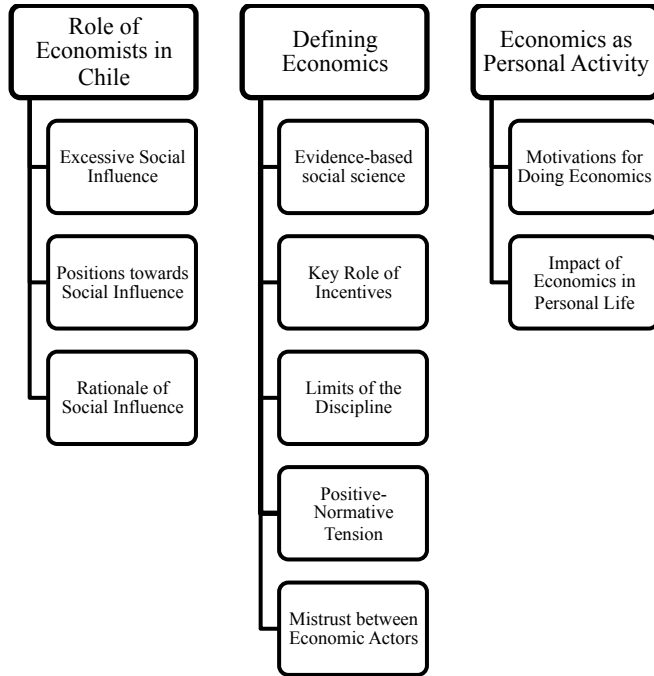 Role of
Economists in
Chile
Excessive Social
Influence
Positions towards
Social Influence
Rationale of
Social Influence
Defining
Economics
Evidence-based
social science
Key Role of
Incentives
Limits of the
Discipline
Positive-
Normative
Tension
Mistrust between
Economic Actors
Economics as
Personal Activity
Motivations for
Doing Economics
Impact of
Economics in
Personal Life